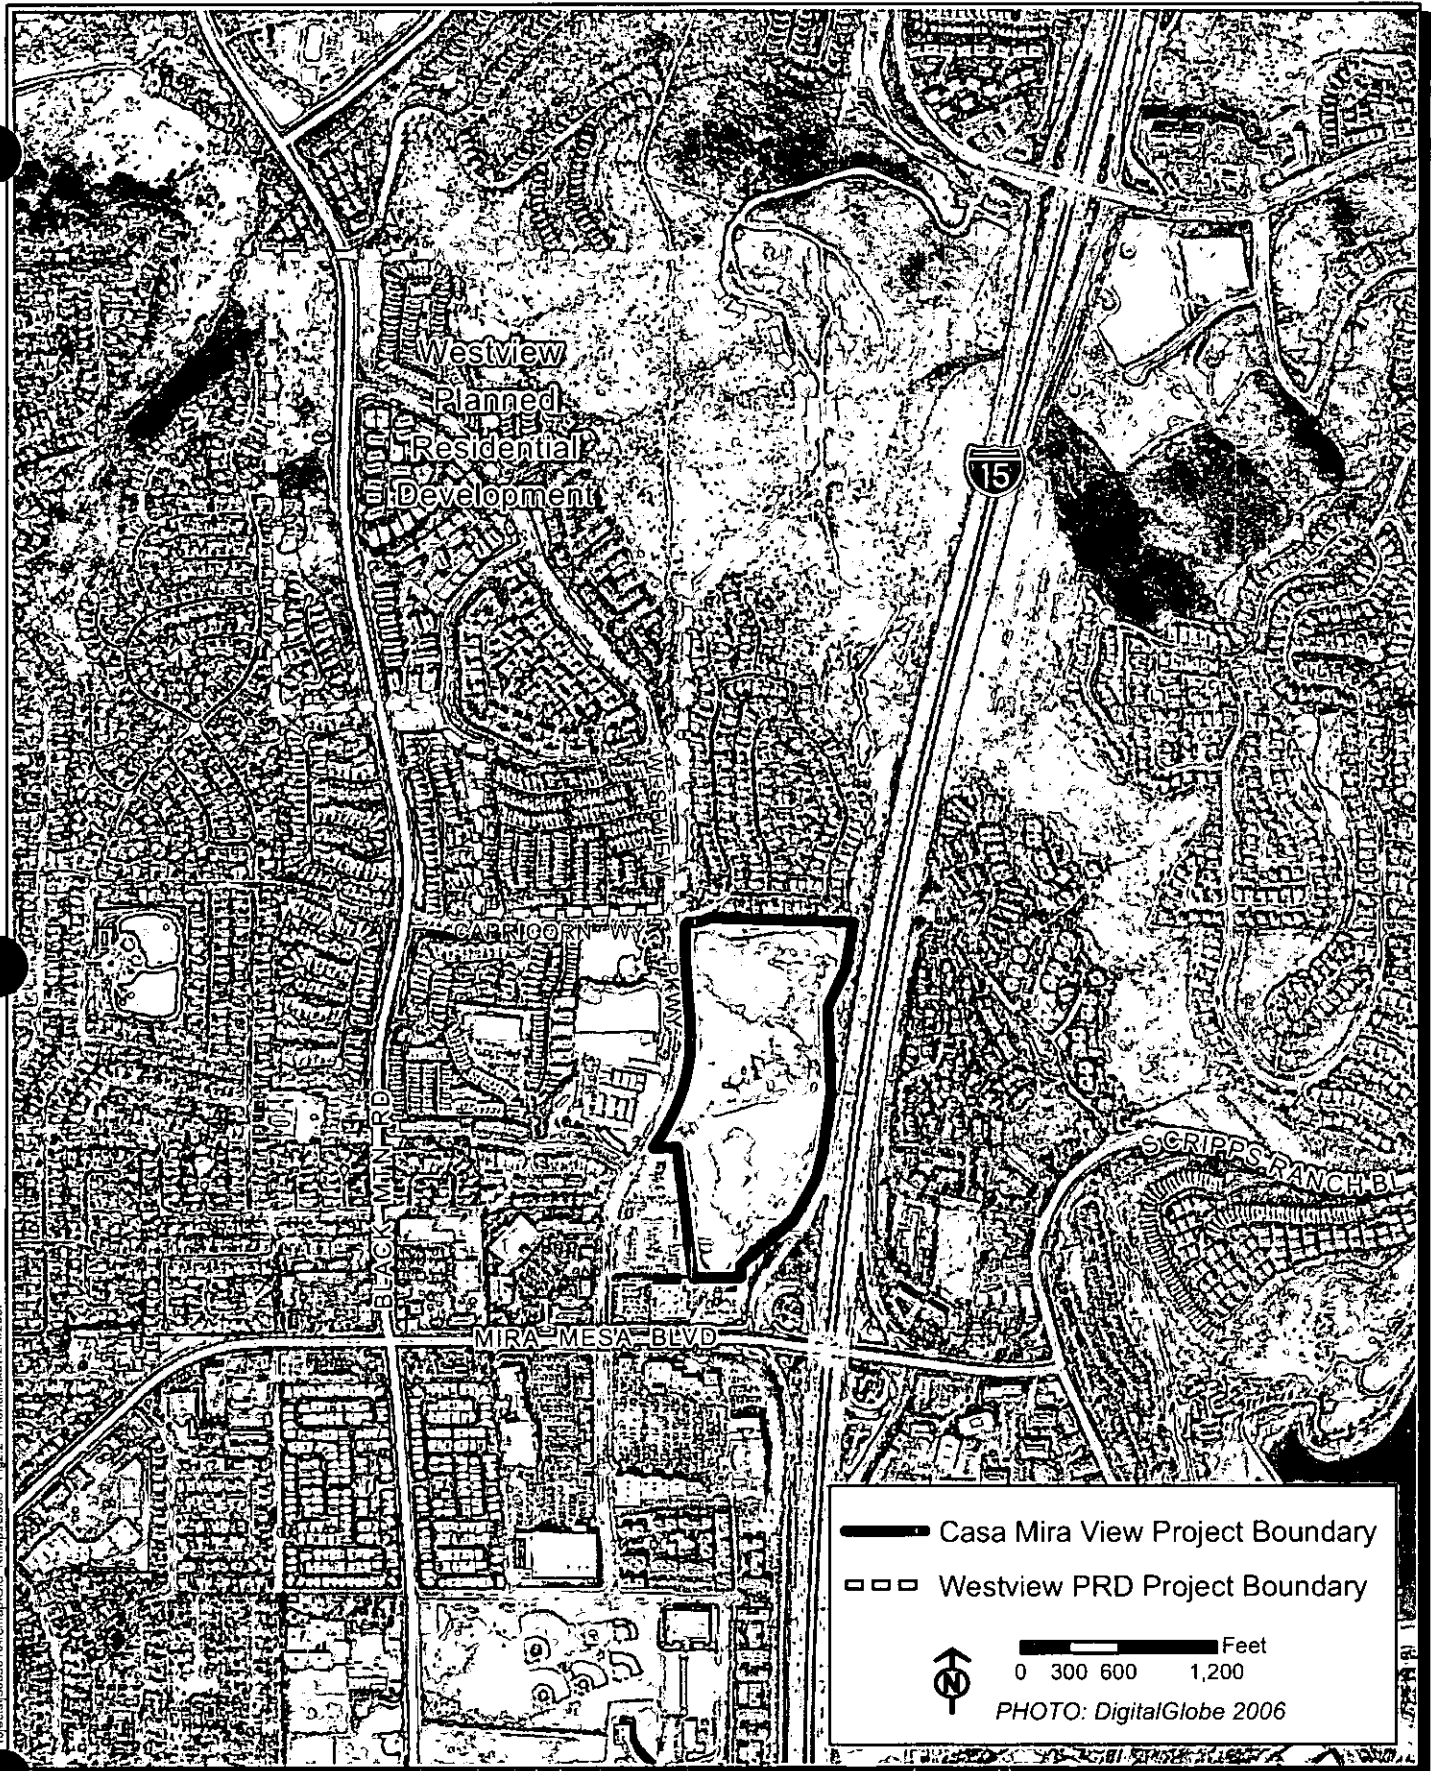 Westview
Planned
Residential
Development
15
WESTVIEW
PKWY
CAPRICORN WY
BLACK MTN RD
SCRIPPS RANCH BL
MIRA MESA BLVD
Casa Mira View Project Boundary
Westview PRD Project Boundary
Feet
0 300 600 1,200
N
PHOTO: DigitalGlobe 2006